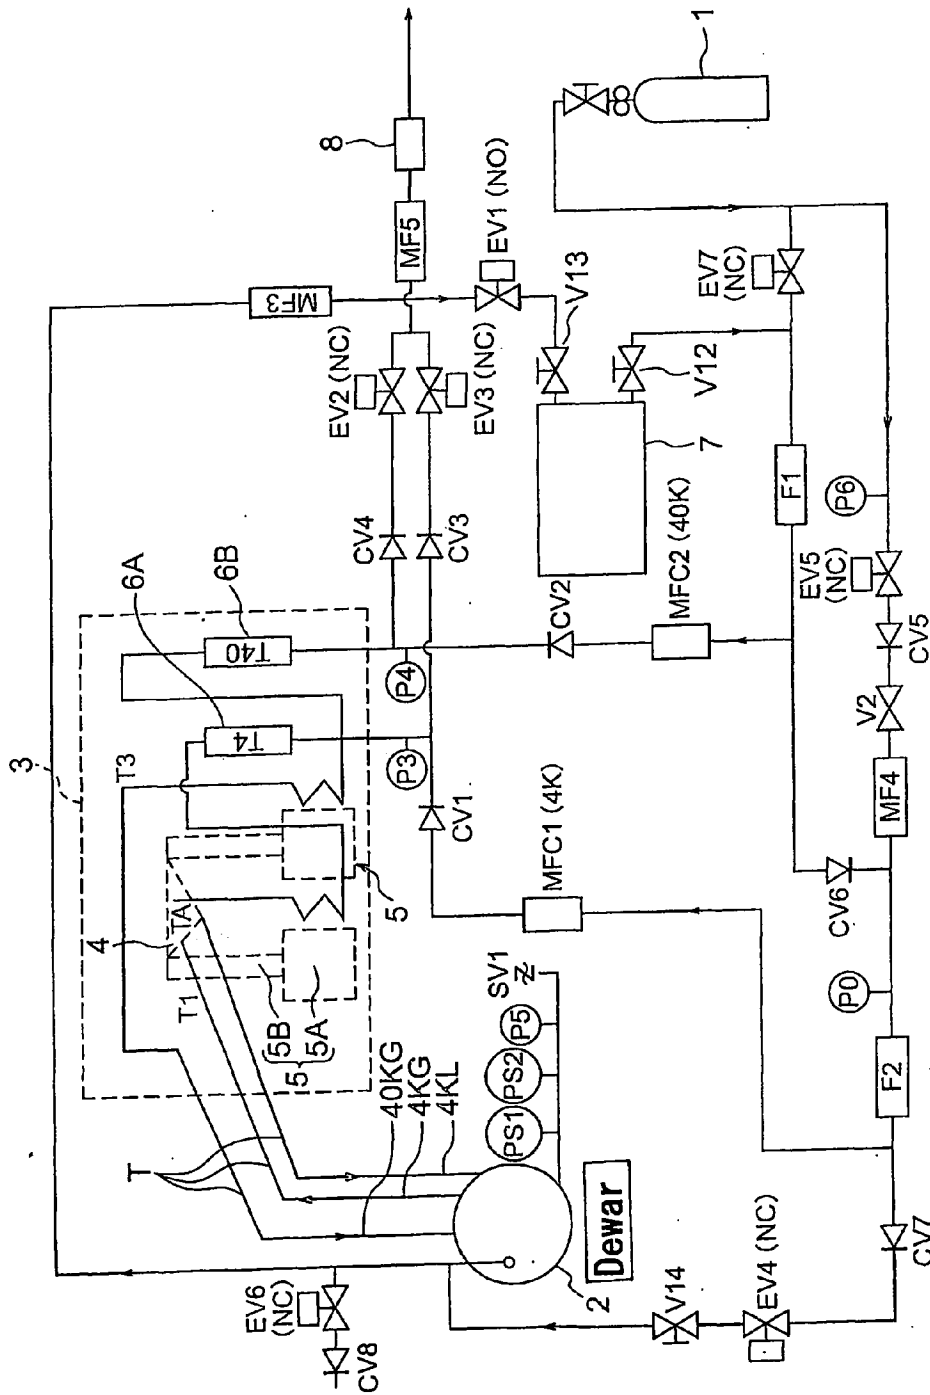 1
8
MF5
EV1 (NO)
V13
EV7
(NC)
MF3
EV2 (NC)
EV3 (NC)
V12
7
F1
P6
CV4
CV3
6A
6B
T40
T4
P4
P3
CV2
MFC2 (40K)
EV5
(NC)
CV5
V2
MF4
3
T3
CV1
MFC1 (4K)
CV6
4
TA
5
T1
5B
5A
5
P0
F2
SV1
P5
PS2
PS1
40KG
4KG
4KL
T
Dewar
2
EV6
(NC)
CV8
V14
EV4 (NC)
CV7